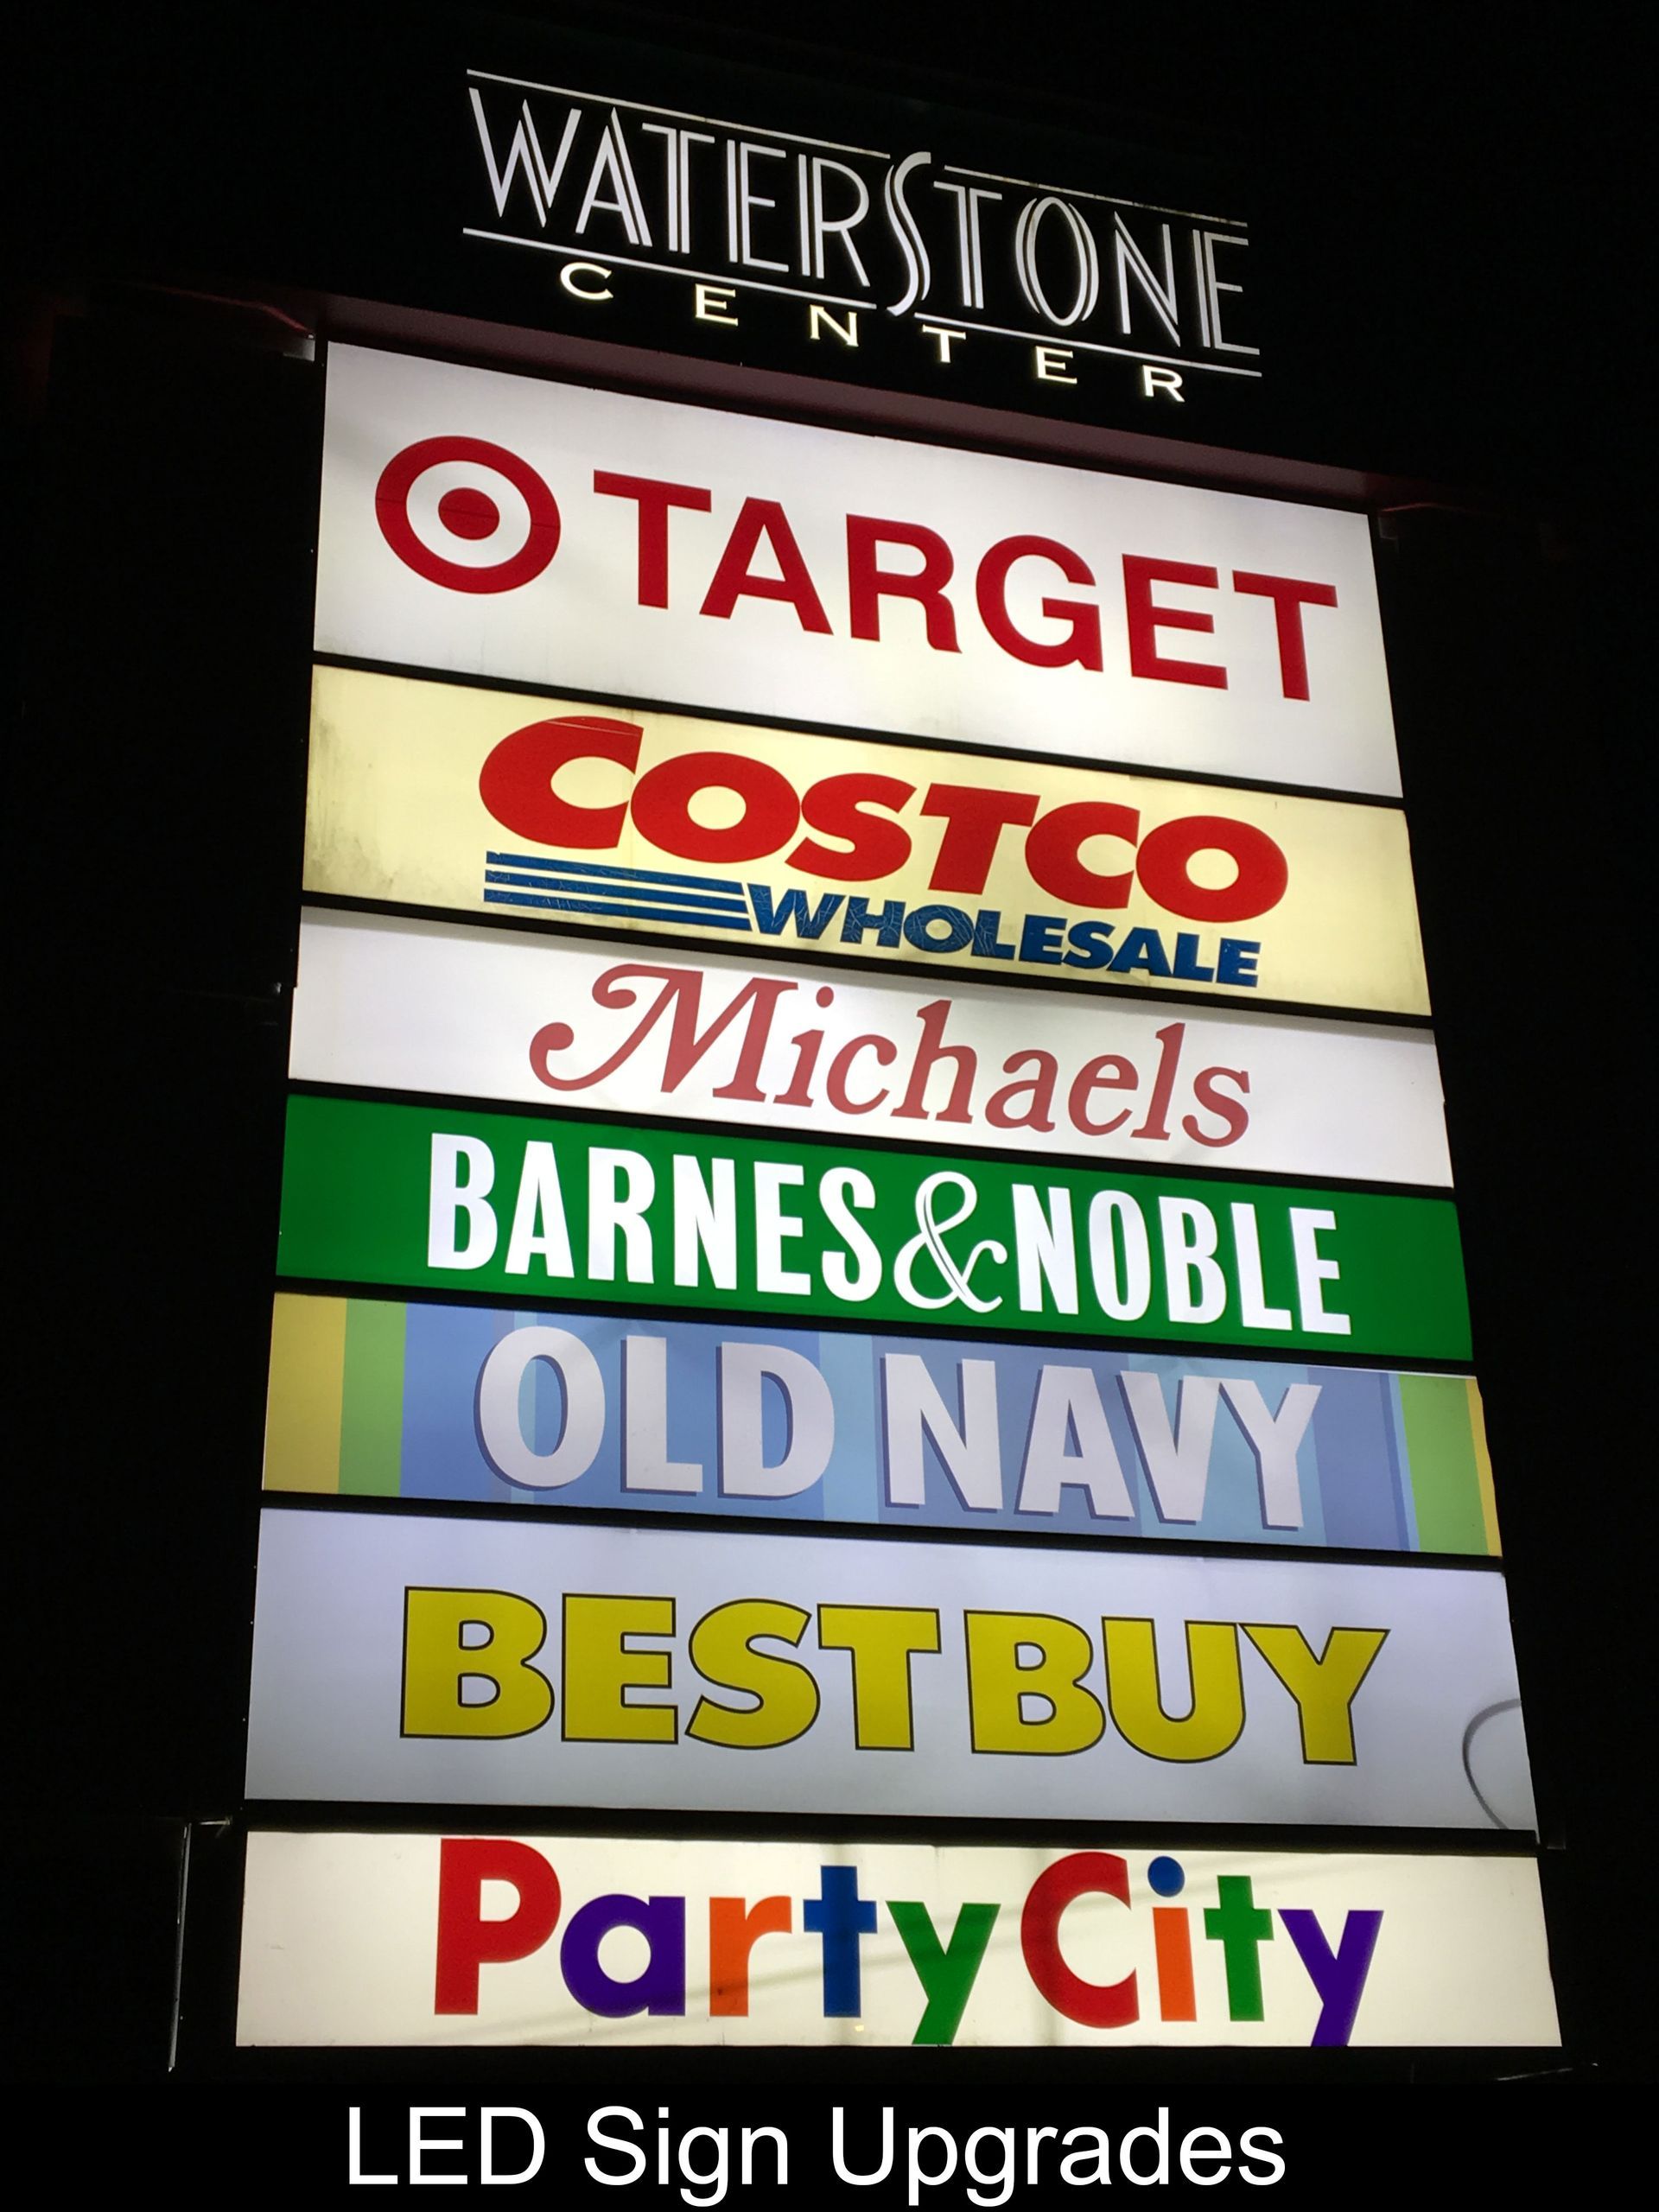 WATERSTONE
CENTER
TARGET
COSTCO
WHOLESALE
Michaels
BARNES&NOBLE
OLD NAVY
BEST BUY
Party City
LED Sign Upgrades